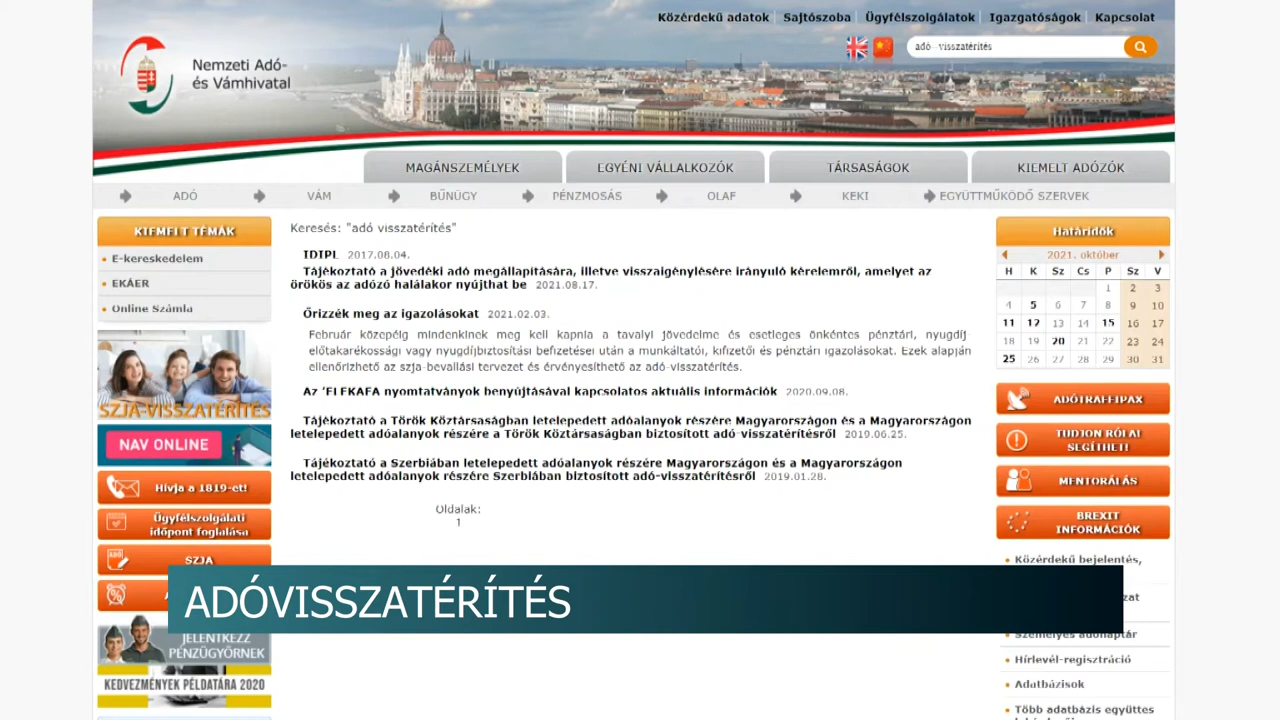 Közérdekű adatok
Sajtószoba
Ügyfélszolgálatok
Igazgatóságok
Kapcsolat
Nemzeti Adó-
és Vámhivatal
adó-visszatérítés
MAGÁNSZEMÉLYEK
EGYÉNI VÁLLALKOZÓK
TÁRSASÁGOK
KIEMELT ADÓZÓK
ADÓ
VÁM
BŰNÜGY
PÉNZMOSÁS
OLAF
KEKI
EGYÜTTMŰKÖDŐ SZERVEK
KIEMELT TÉMÁK
E-kereskedelem
EKÁER
Online Számla
SZJA-VISSZATÉRÍTÉS
NAV ONLINE
Hívja a 1819-et!
Ügyfélszolgálati
időpont foglalása
SZJA
JELENTKEZZ
PÉNZÜGYŐRNEK
KEDVEZMÉNYEK PÉLDATÁRA 2020
Keresés: "adó visszatérítés"
2017.08.04.
Tájékoztató a jövedéki adó megállapítására, illetve visszaigénylésére irányuló kérelemről, amelyet az
örökös az adózó halálakor nyújthat be 2021.08.17.
Őrizzék meg az igazolásokat 2021.02.03.
Február közepéig mindenkinek meg kell kapnia a tavalyi jövedelme és esetleges önkéntes pénztári, nyugdíj-
előtakarékossági vagy nyugdíjbiztosítási befizetései után a munkáltatói, kifizetői és pénztári igazolásokat. Ezek alapján
ellenőrizhető az szja-bevallási tervezet és érvényesíthető az adó-visszatérítés.
Az nyomtatványok benyújtásával kapcsolatos aktuális információk 2020.09.08.
Tájékoztató a Török Köztársaságban letelepedett adóalanyok részére Magyarországon és a Magyarországon
letelepedett adóalanyok részére a Török Köztársaságban biztosított adó-visszatérítésről 2019.06.25.
Tájékoztató a Szerbiában letelepedett adóalanyok részére Magyarországon és a Magyarországon
letelepedett adóalanyok részére Szerbiában biztosított adó-visszatérítésről 2019.01.28.
Oldalak:
1
Határidők
2021. október
H K Sz Cs P Sz V
1 2 3
4 5 6 7 8 9 10
11 12 13 14 15 16 17
18 19 20 21 22 23 24
25 26 27 28 29 30 31
ADÓTRAFFIPAX
TUDJON RÓLA!
SEGÍTHET!
MENTORÁLÁS
BREXIT
INFORMÁCIÓK
Közérdekű bejelentés,
zat
Személyes adónaptár
Hírlevél-regisztráció
Adatbázisok
Több adatbázis együttes
ADÓVISSZATÉRÍTÉS